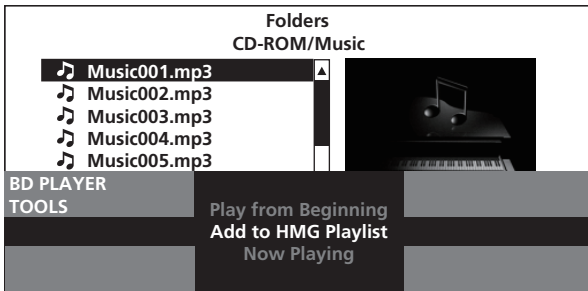 Folders
CD-ROM/Music
Music001.mp3
Music002.mp3
Music003.mp3
Music004.mp3
Music005.mp3
BD PLAYER
TOOLS
Play from Beginning
Add to HMG Playlist
Now Playing